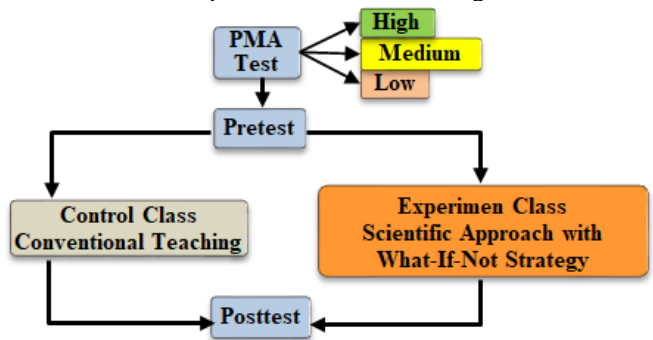 PMA
Test
High
Medium
Low
Pretest
Control Class
Conventional Teaching
Experimen Class
Scientific Approach with
What-If-Not Strategy
Posttest